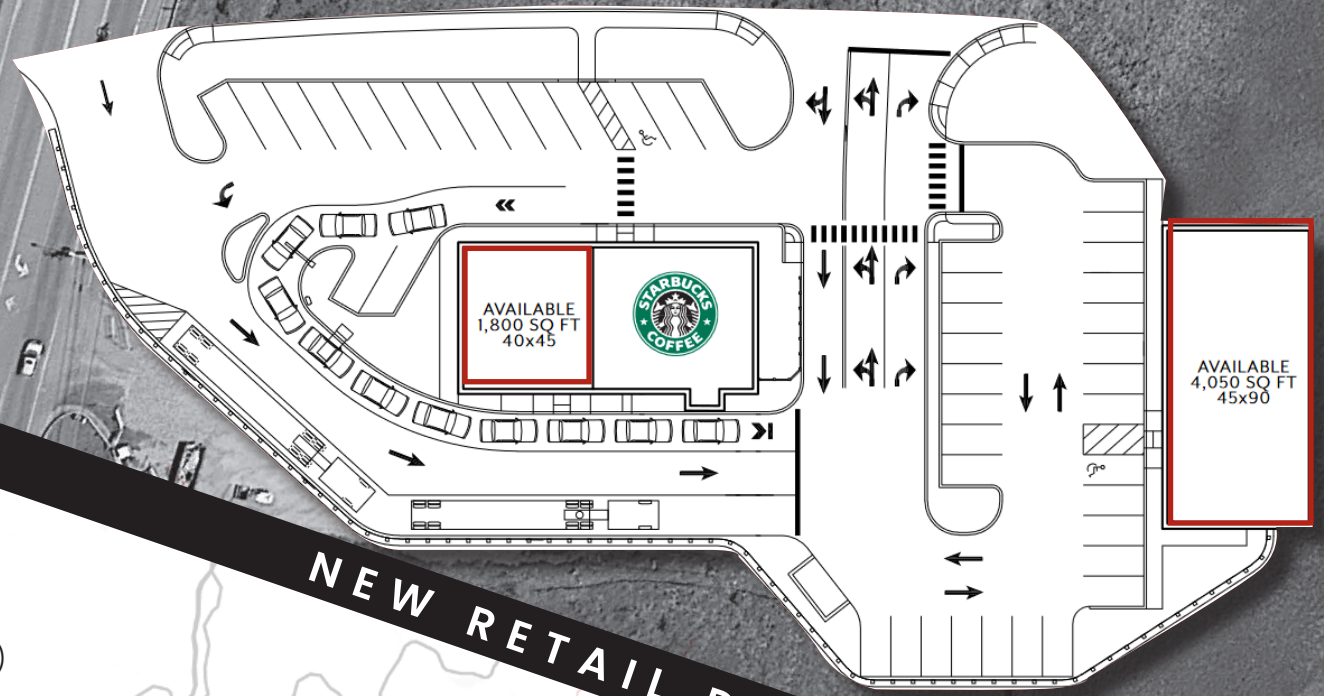 AVAILABLE
1,800 SQ FT
40x45
STARBUCKS
COFFEE
AVAILABLE
4,050 SQ FT
45x90
NEW RETAIL
)